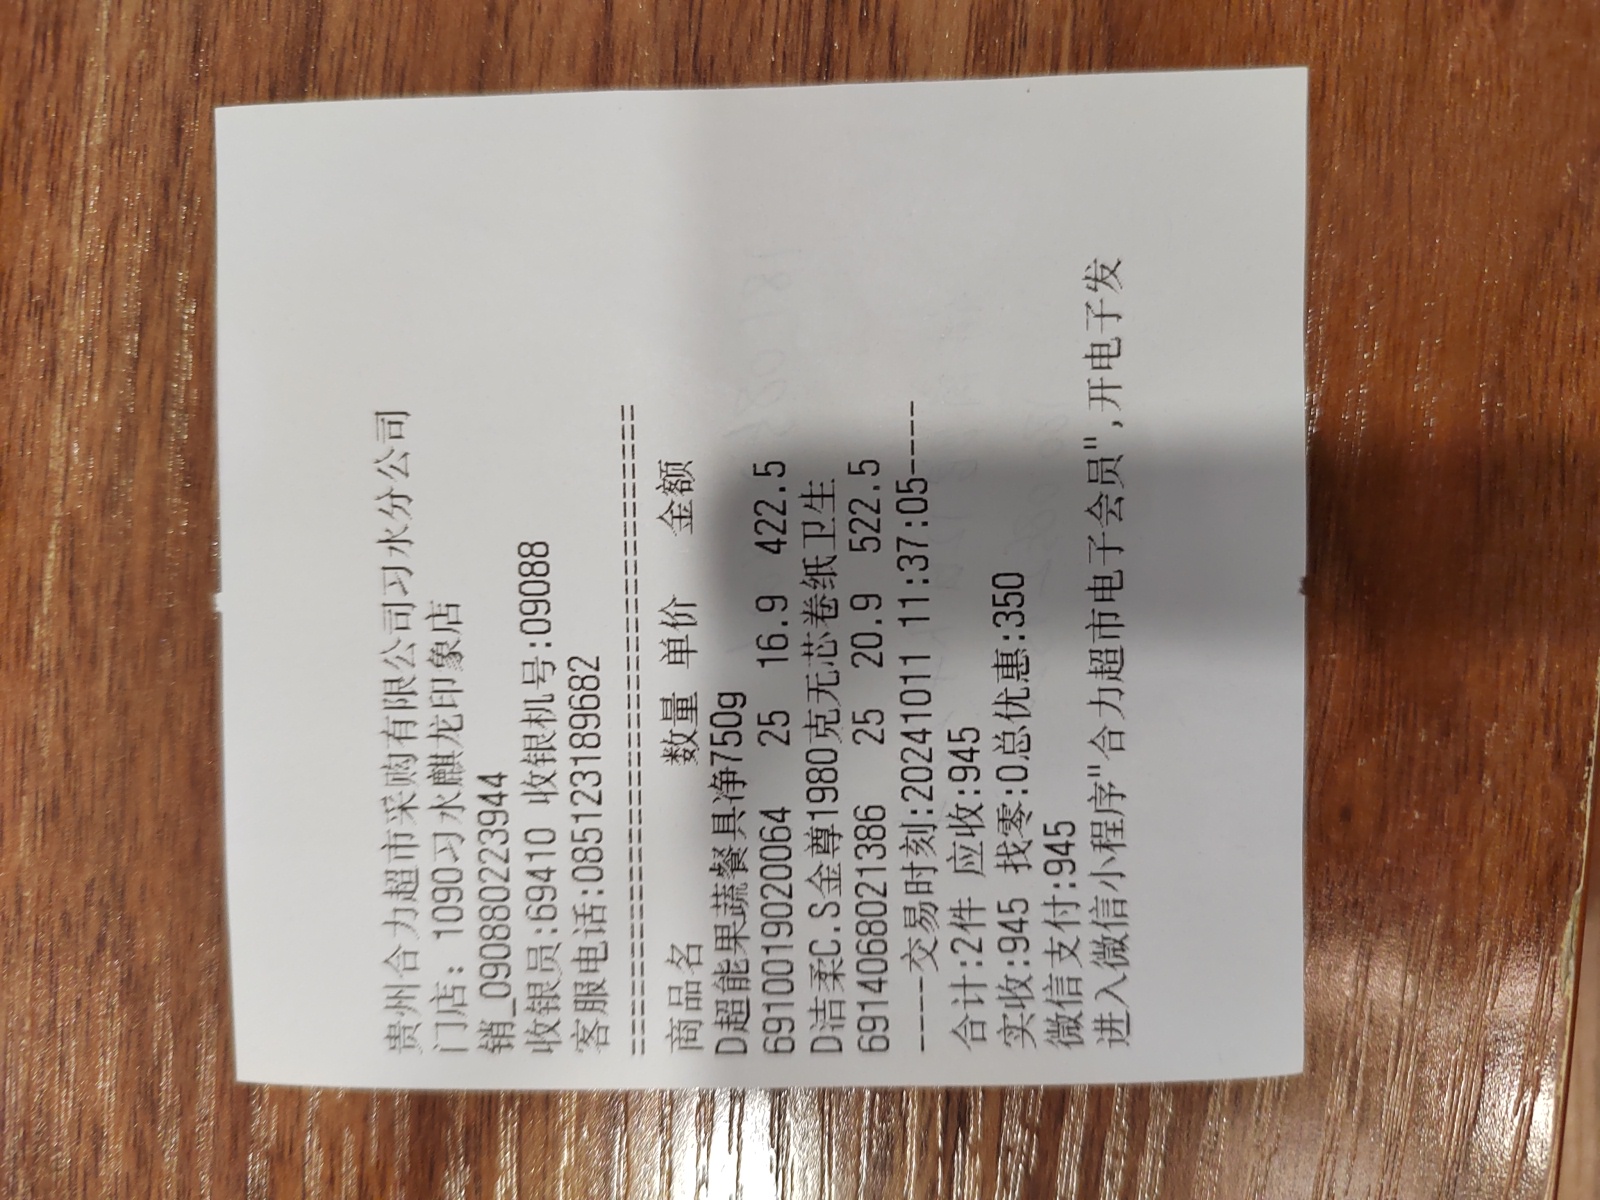 贵州合力超市采购有限公司习水分公司
门店: 1090习水麒龙印象店
销_090880223944
收银员:69410 收银机号:09088
客服电话:085123189682
================================
商品名 数量 单价 金额
D超能果蔬餐具净750g
6910019020064 25 16.9 422.5
D洁柔C.S金尊1980克无芯卷纸卫生
6914068021386 25 20.9 522.5
-----交易时刻:20241011 11:37:05----
合计:2件 应收:945
实收:945 找零:0总优惠:350
微信支付:945
进入微信小程序"合力超市电子会员",开电子发